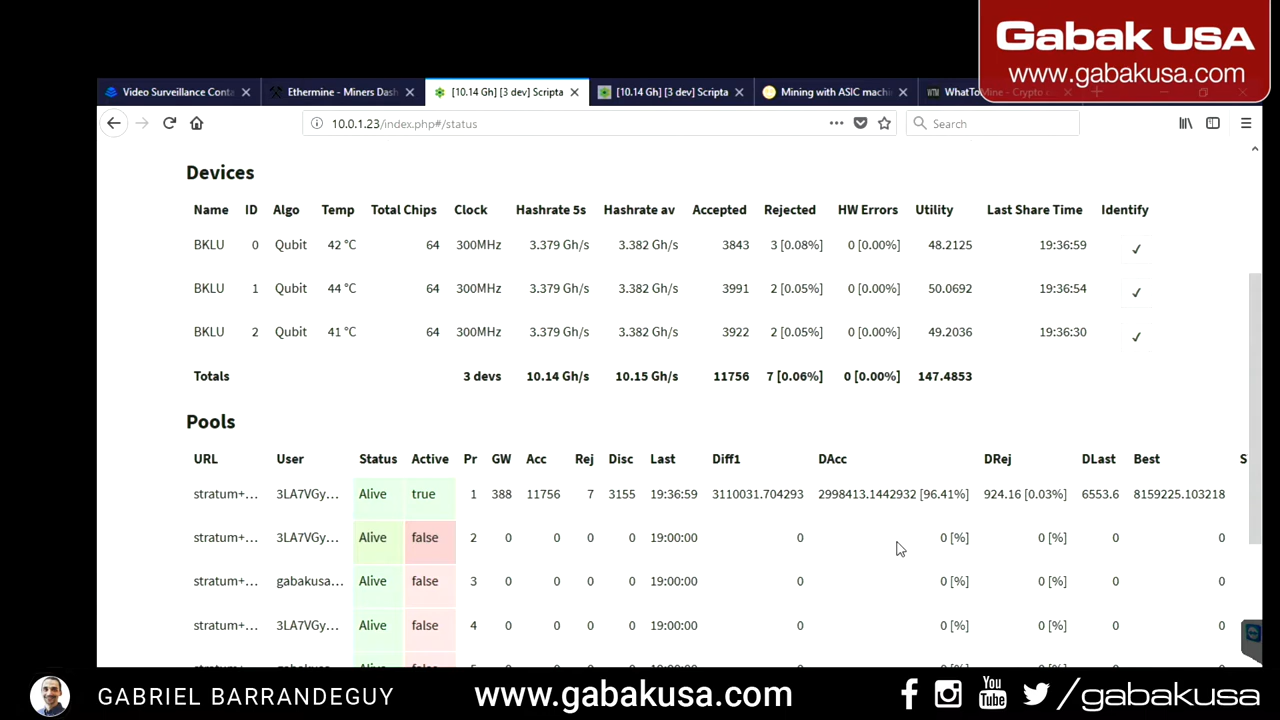 Gabak USA
www.gabakusa.com
Video Surveillance Conta
Ethermine - Miners Dash
[10.14 Gh] [3 dev] Scripta
[10.14 Gh] [3 dev] Scripta
Mining with ASIC machi
WhatToMine - Crypto c
10.0.1.23/index.php#/status
Search
Devices
Name ID Algo Temp Total Chips Clock Hashrate 5s Hashrate av Accepted Rejected HW Errors Utility Last Share Time Identify
BKLU 0 Qubit 42 °C 64 300MHz 3.379 Gh/s 3.382 Gh/s 3843 3 [0.08%] 0 [0.00%] 48.2125 19:36:59 ✓
BKLU 1 Qubit 44 °C 64 300MHz 3.379 Gh/s 3.382 Gh/s 3991 2 [0.05%] 0 [0.00%] 50.0692 19:36:54 ✓
BKLU 2 Qubit 41 °C 64 300MHz 3.379 Gh/s 3.382 Gh/s 3922 2 [0.05%] 0 [0.00%] 49.2036 19:36:30 ✓
Totals 3 devs 10.14 Gh/s 10.15 Gh/s 11756 7 [0.06%] 0 [0.00%] 147.4853
Pools
URL User Status Active Pr GW Acc Rej Disc Last Diff1 DAcc DRej DLast Best S
stratum+... 3LA7VGy... Alive true 1 388 11756 7 3155 19:36:59 3110031.704293 2998413.1442932 [96.41%] 924.16 [0.03%] 6553.6 8159225.103218
stratum+... 3LA7VGy... Alive false 2 0 0 0 0 19:00:00 0 0 [%] 0 [%] 0 0
stratum+... gabakusa... Alive false 3 0 0 0 0 19:00:00 0 0 [%] 0 [%] 0 0
stratum+... 3LA7VGy... Alive false 4 0 0 0 0 19:00:00 0 0 [%] 0 [%] 0 0
GABRIEL BARRANDEGUY
www.gabakusa.com
You Tube
/gabakusa